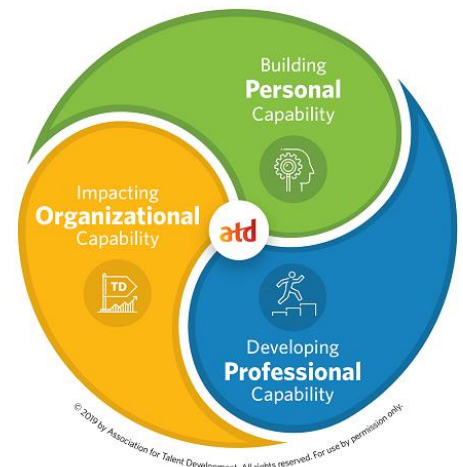 Building
Personal
Capability
Impacting
Organizational
Capability
TD
atd
Developing
Professional
Capability
© 2019 by Association for Talent Development. All rights reserved. For use by permission only.